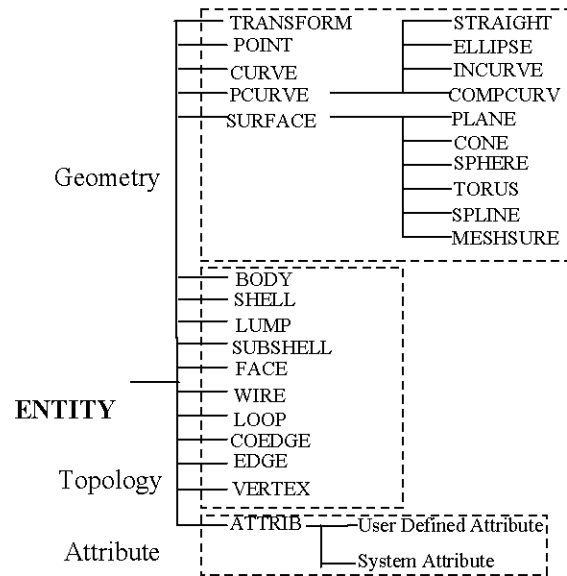 TRANSFORM STRAIGHT
POINT ELLIPSE
CURVE INCURVE
PCURVE COMPCURV
SURFACE PLANE
CONE
Geometry SPHERE
TORUS
SPLINE
MESHSURE
BODY
SHELL
LUMP
SUBSHELL
FACE
WIRE
ENTITY LOOP
COEDGE
EDGE
Topology VERTEX
ATTRIB User Defined Attribute
Attribute System Attribute